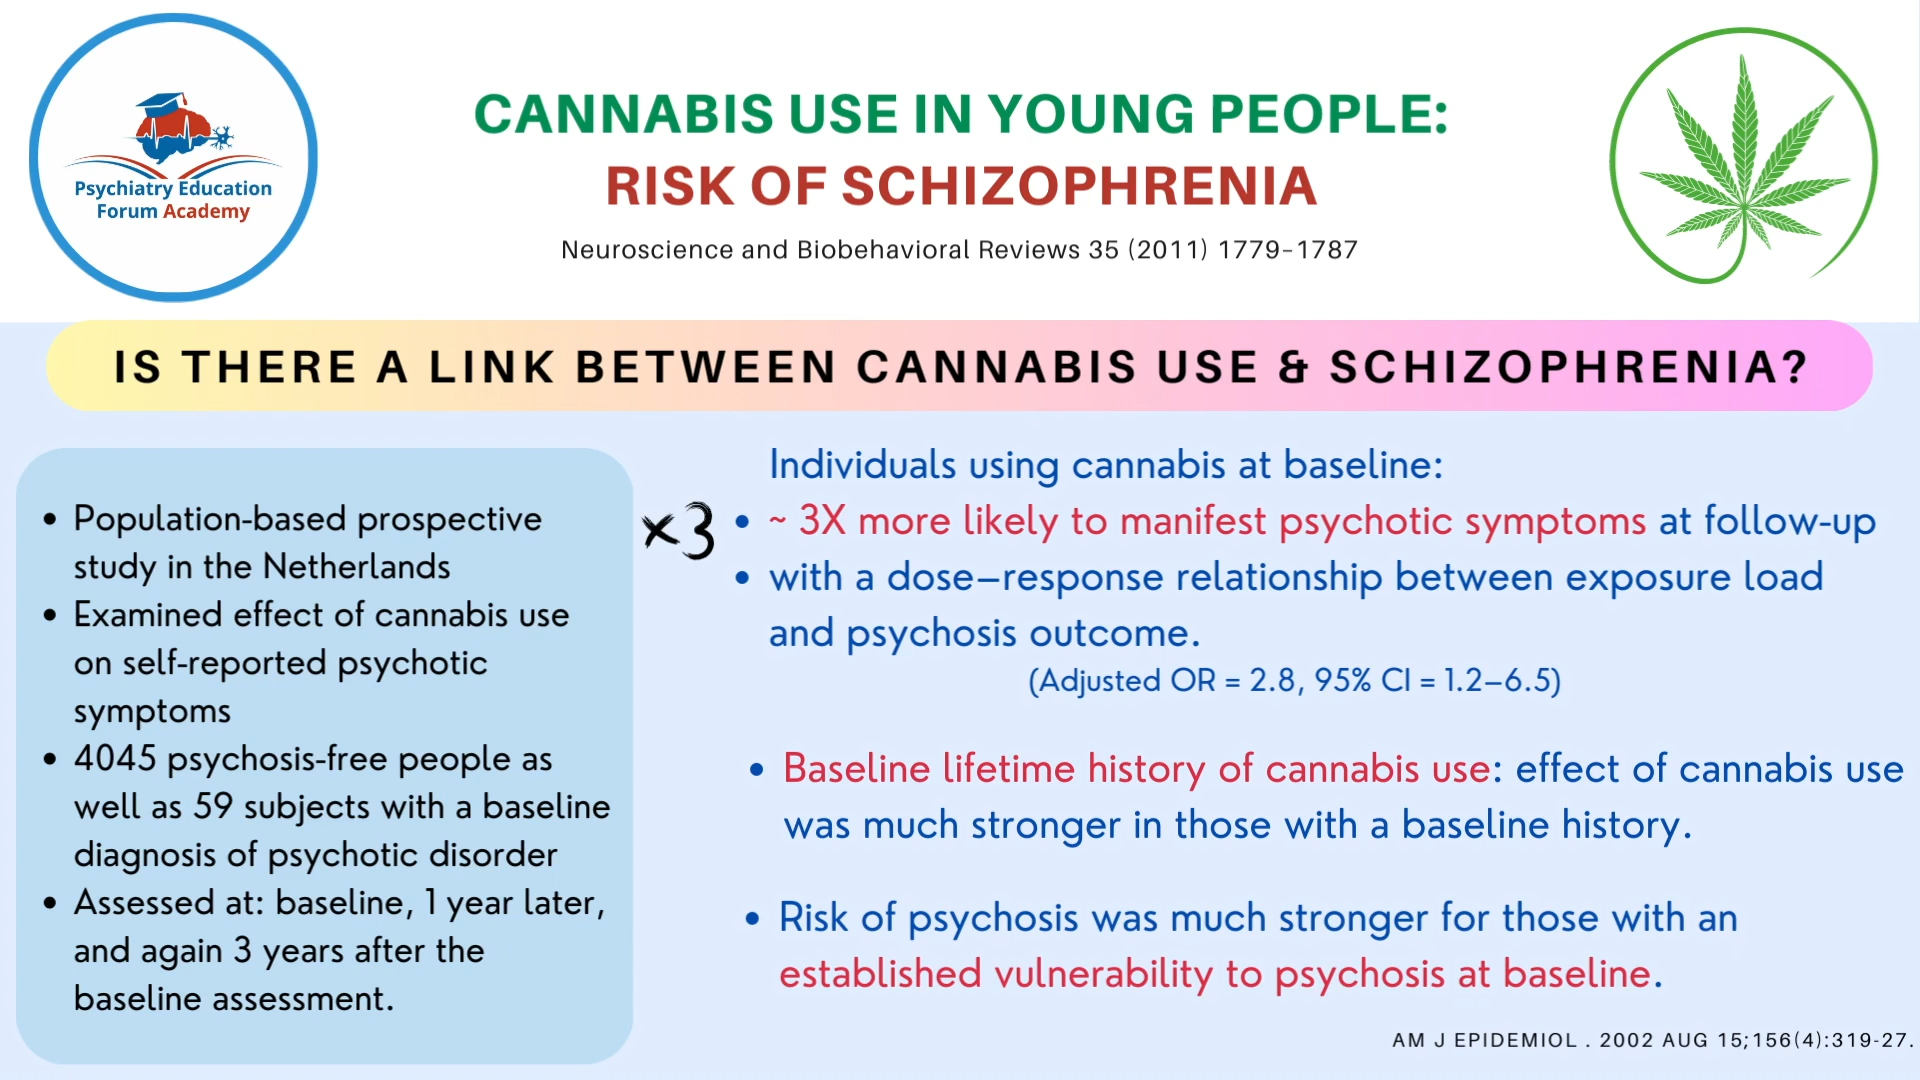 Psychiatry Education
Forum Academy
CANNABIS USE IN YOUNG PEOPLE:
RISK OF SCHIZOPHRENIA
Neuroscience and Biobehavioral Reviews 35 (2011) 1779–1787
IS THERE A LINK BETWEEN CANNABIS USE & SCHIZOPHRENIA?
• Population-based prospective
study in the Netherlands
• Examined effect of cannabis use
on self-reported psychotic
symptoms
• 4045 psychosis-free people as
well as 59 subjects with a baseline
diagnosis of psychotic disorder
• Assessed at: baseline, 1 year later,
and again 3 years after the
baseline assessment.
×3
Individuals using cannabis at baseline:
• ~ 3X more likely to manifest psychotic symptoms at follow-up
• with a dose–response relationship between exposure load
and psychosis outcome.
(Adjusted OR = 2.8, 95% CI = 1.2–6.5)
• Baseline lifetime history of cannabis use: effect of cannabis use
was much stronger in those with a baseline history.
• Risk of psychosis was much stronger for those with an
established vulnerability to psychosis at baseline.
AM J EPIDEMIOL . 2002 AUG 15;156(4):319-27.